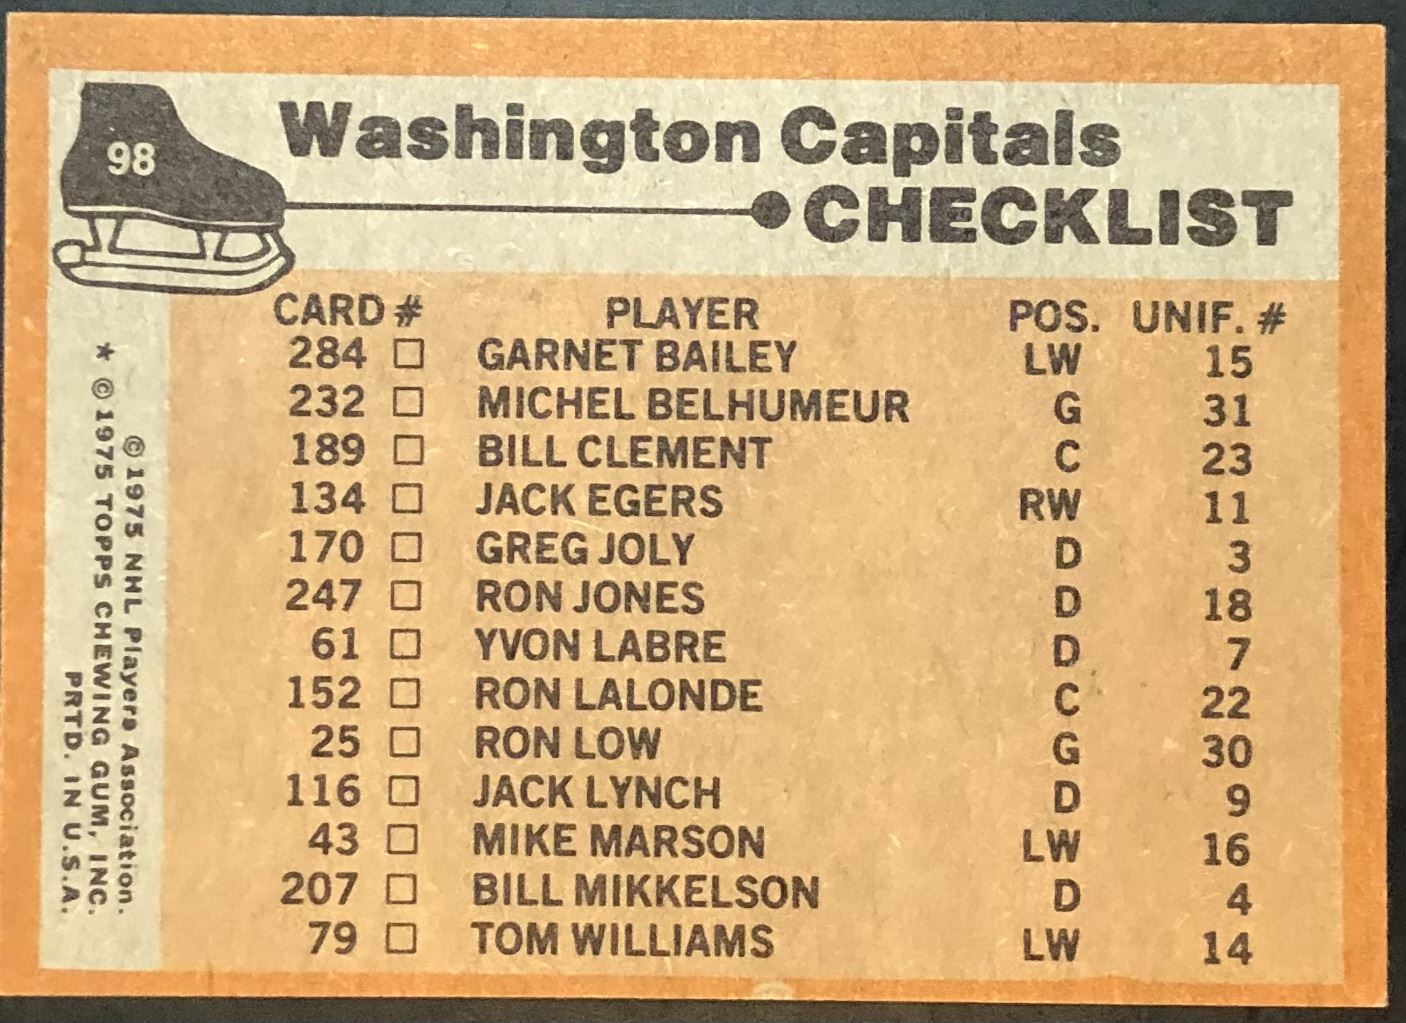 98
Washington Capitals
CHECKLIST
CARD # PLAYER POS. UNIF. #
284 □ GARNET BAILEY LW 15
232 □ MICHEL BELHUMEUR G 31
189 □ BILL CLEMENT C 23
134 □ JACK EGERS RW 11
170 □ GREG JOLY D 3
247 □ RON JONES D 18
61 □ YVON LABRE D 7
152 □ RON LALONDE C 22
25 □ RON LOW G 30
116 □ JACK LYNCH D 9
43 □ MIKE MARSON LW 16
207 □ BILL MIKKELSON D 4
79 □ TOM WILLIAMS LW 14
© 1975 NHL Players Association.
* © 1975 TOPPS CHEWING GUM, INC.
PRTD. IN U.S.A.